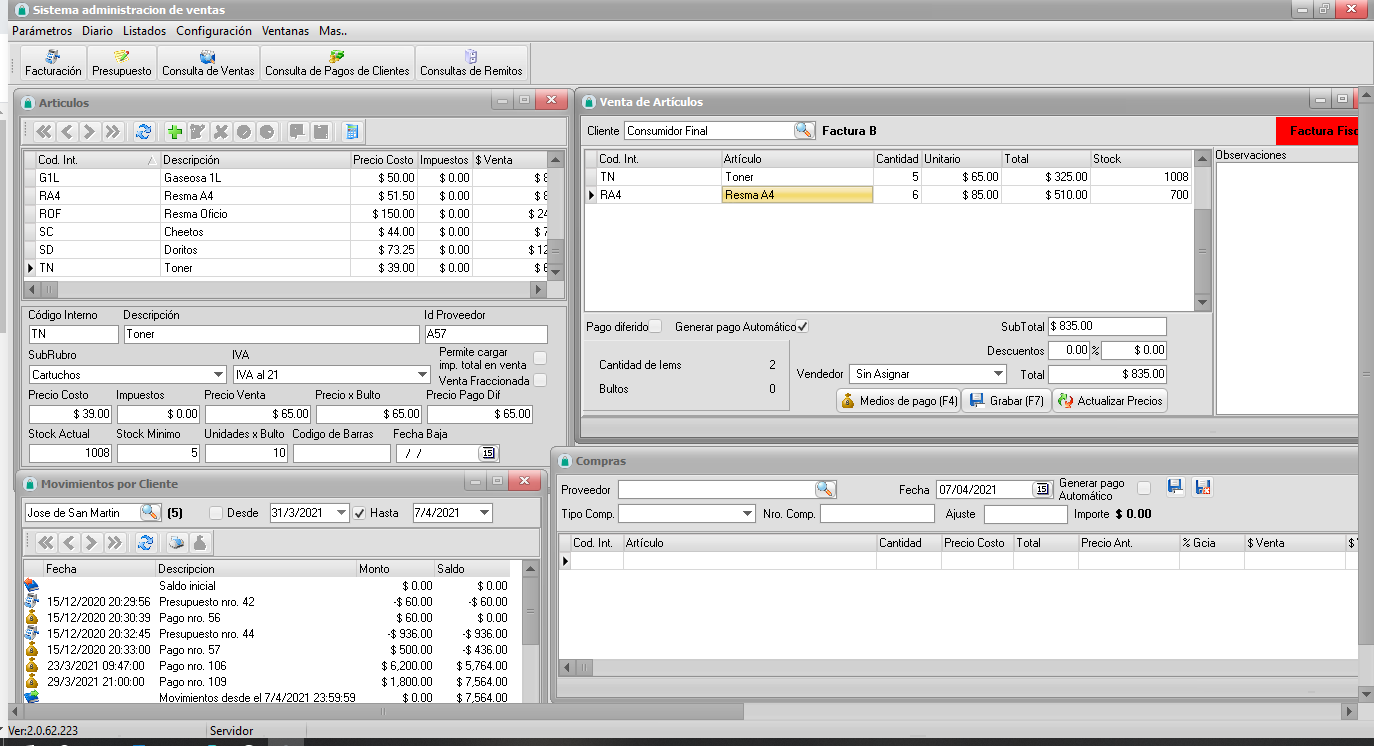 Sistema administracion de ventas
Parámetros Diario Listados Configuración Ventanas Mas..
Facturación Presupuesto Consulta de Ventas Consulta de Pagos de Clientes Consultas de Remitos
Articulos
Cod. Int. Descripción Precio Costo Impuestos $ Venta
G1L Gaseosa 1L $ 50.00 $ 0.00 $ 8
RA4 Resma A4 $ 51.50 $ 0.00 $ 8
ROF Resma Oficio $ 150.00 $ 0.00 $ 24
SC Cheetos $ 44.00 $ 0.00 $ 7
SD Doritos $ 73.25 $ 0.00 $ 12
TN Toner $ 39.00 $ 0.00 $ 6
Código Interno Descripción Id Proveedor
TN Toner A57
SubRubro IVA Permite cargar
imp. total en venta
Cartuchos IVA al 21
Venta Fraccionada
Precio Costo Impuestos Precio Venta Precio x Bulto Precio Pago Dif
$ 39.00 $ 0.00 $ 65.00 $ 65.00 $ 65.00
Stock Actual Stock Minimo Unidades x Bulto Codigo de Barras Fecha Baja
1008 5 10 / / 15
Venta de Artículos
Cliente Consumidor Final Factura B Factura Fisc
Cod. Int. Artículo Cantidad Unitario Total Stock
TN Toner 5 $ 65.00 $ 325.00 1008
RA4 Resma A4 6 $ 85.00 $ 510.00 700
Observaciones
Pago diferido Generar pago Automático SubTotal $ 835.00
Descuentos 0.00 % $ 0.00
Cantidad de Iems 2
Vendedor Sin Asignar Total $ 835.00
Bultos 0
Medios de pago (F4) Grabar (F7) Actualizar Precios
Movimientos por Cliente
Jose de San Martin (5) Desde 31/3/2021 Hasta 7/4/2021
Fecha Descripcion Monto Saldo
Saldo inicial $ 0.00 $ 0.00
15/12/2020 20:29:56 Presupuesto nro. 42 -$ 60.00 -$ 60.00
15/12/2020 20:30:39 Pago nro. 56 $ 60.00 $ 0.00
15/12/2020 20:32:45 Presupuesto nro. 44 -$ 936.00 -$ 936.00
15/12/2020 20:33:00 Pago nro. 57 $ 500.00 -$ 436.00
23/3/2021 09:47:00 Pago nro. 106 $ 6,200.00 $ 5,764.00
29/3/2021 21:00:00 Pago nro. 109 $ 1,800.00 $ 7,564.00
Movimientos desde el 7/4/2021 23:59:59 $ 0.00 $ 7,564.00
Compras
Proveedor Fecha 07/04/2021 15 Generar pago
Automático
Tipo Comp. Nro. Comp. Ajuste Importe $ 0.00
Cod. Int. Artículo Cantidad Precio Costo Total Precio Ant. % Gcia $ Venta $
Ver:2.0.62.223 Servidor